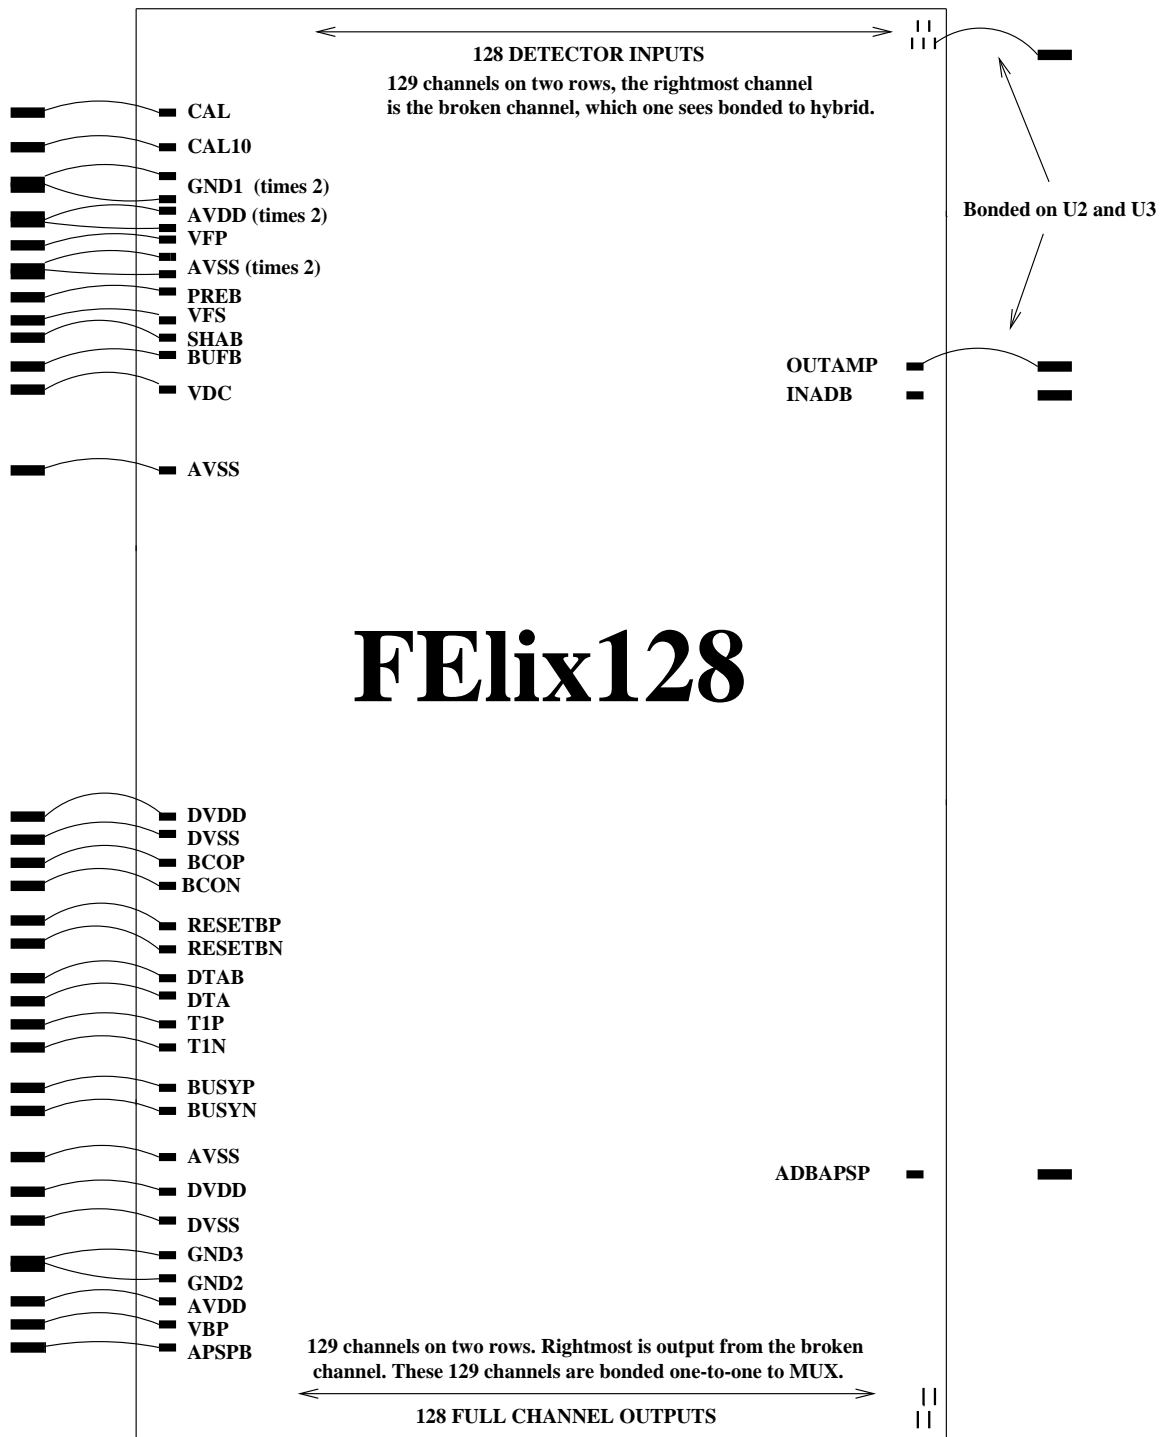 128 DETECTOR INPUTS
129 channels on two rows, the rightmost channel
is the broken channel, which one sees bonded to hybrid.
CAL
CAL10
GND1 (times 2)
AVDD (times 2)
VFP
AVSS (times 2)
PREB
VFS
SHAB
BUFB
VDC
AVSS
Bonded on U2 and U3
OUTAMP
INADB
FElix128
DVDD
DVSS
BCOP
BCON
RESETBP
RESETBN
DTAB
DTA
T1P
T1N
BUSYP
BUSYN
AVSS
DVDD
DVSS
GND3
GND2
AVDD
VBP
APSPB
ADBAPSP
129 channels on two rows. Rightmost is output from the broken
channel. These 129 channels are bonded one-to-one to MUX.
128 FULL CHANNEL OUTPUTS